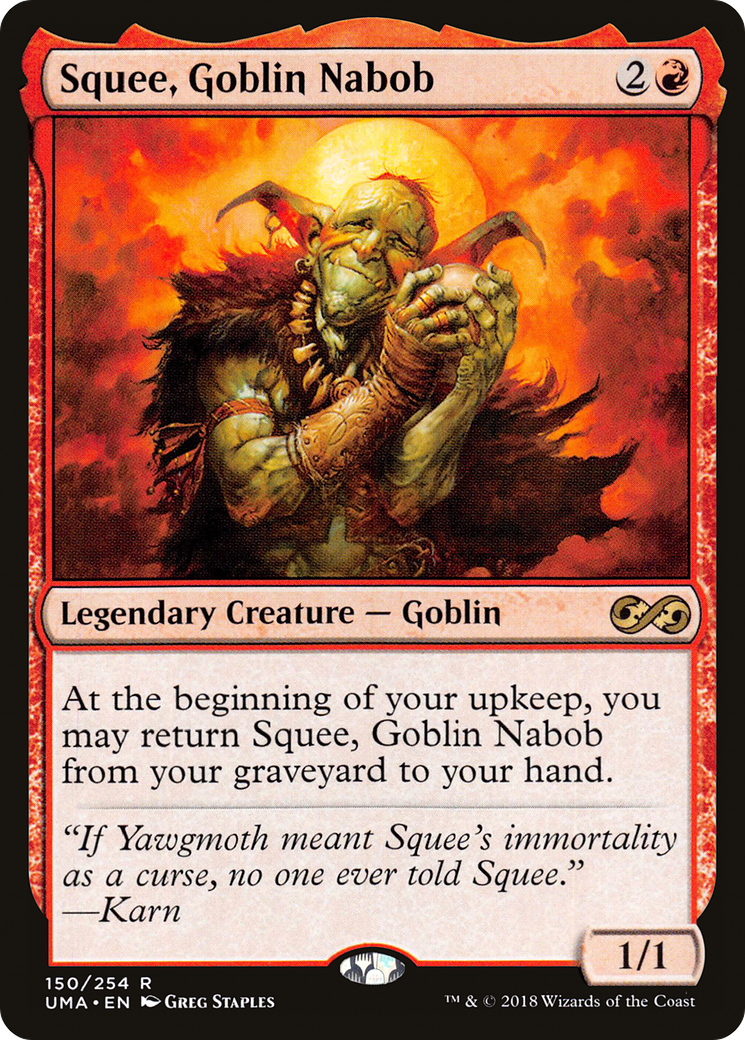 Squee, Goblin Nabob 2
Legendary Creature — Goblin
At the beginning of your upkeep, you
may return Squee, Goblin Nabob
from your graveyard to your hand.
“If Yawgmoth meant Squee’s immortality
as a curse, no one ever told Squee.”
—Karn
1/1
150/254 R
UMA • EN Greg Staples
™ & © 2018 Wizards of the Coast